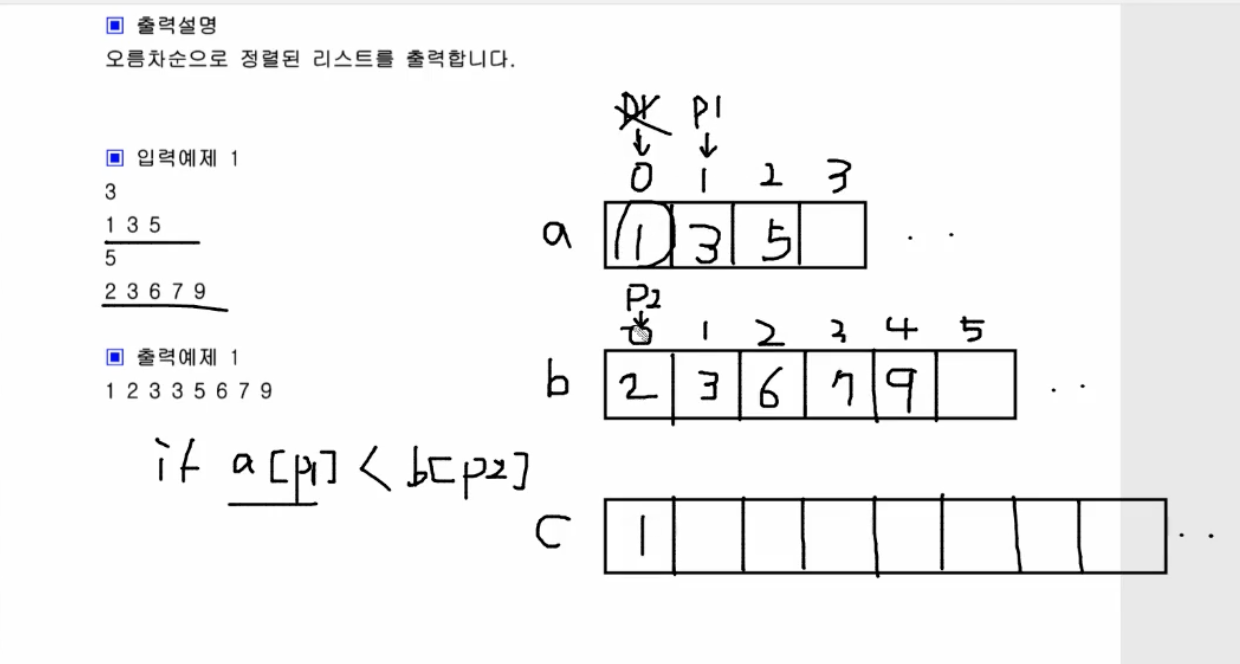 ▣ 출력설명
오름차순으로 정렬된 리스트를 출력합니다.
▣ 입력예제 1
3
1 3 5
5
2 3 6 7 9
▣ 출력예제 1
1 2 3 3 5 6 7 9
if a[p1] < b[p2]
p1 p1
0 1 2 3
a 1 3 5 . .
P2
0 1 2 3 4 5
b 2 3 6 7 9 . .
c 1 . .